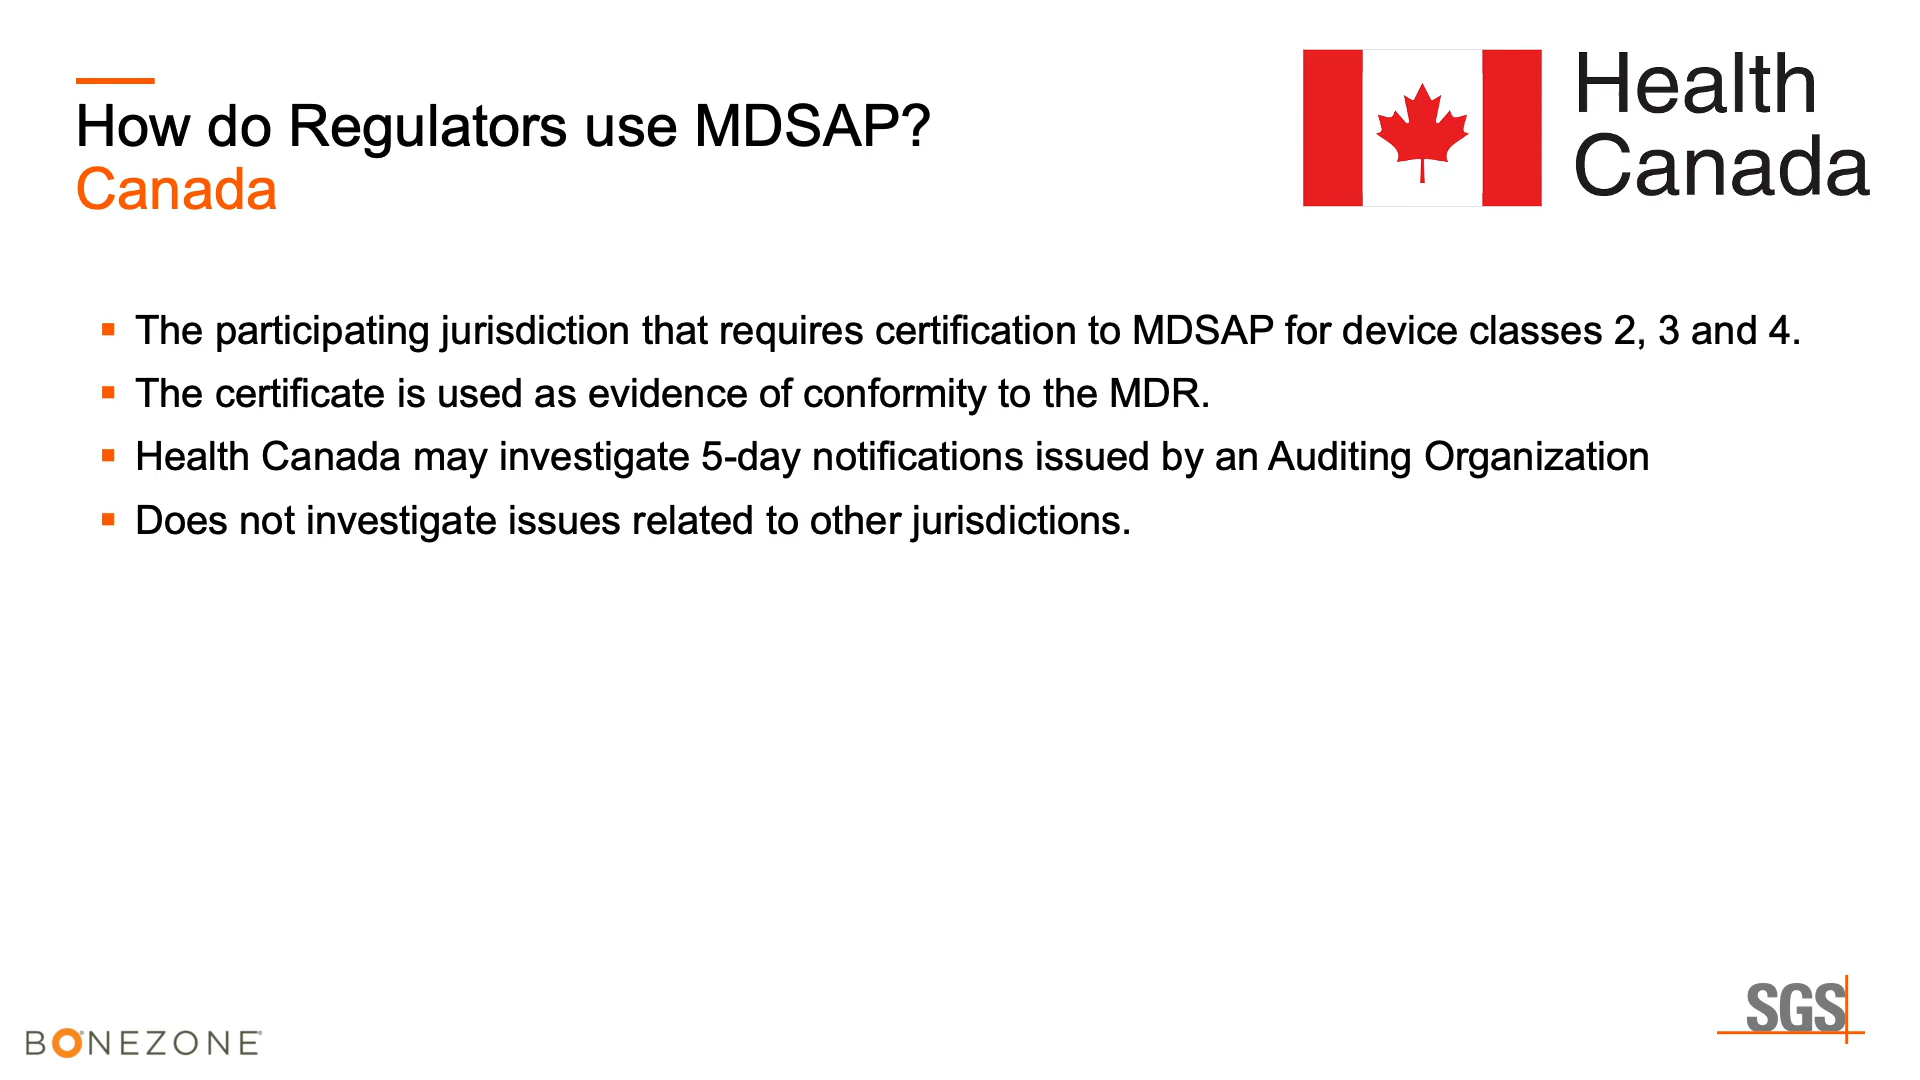 How do Regulators use MDSAP?
Canada
Health
Canada
The participating jurisdiction that requires certification to MDSAP for device classes 2, 3 and 4.
The certificate is used as evidence of conformity to the MDR.
Health Canada may investigate 5-day notifications issued by an Auditing Organization
Does not investigate issues related to other jurisdictions.
BONEZONE
SGS